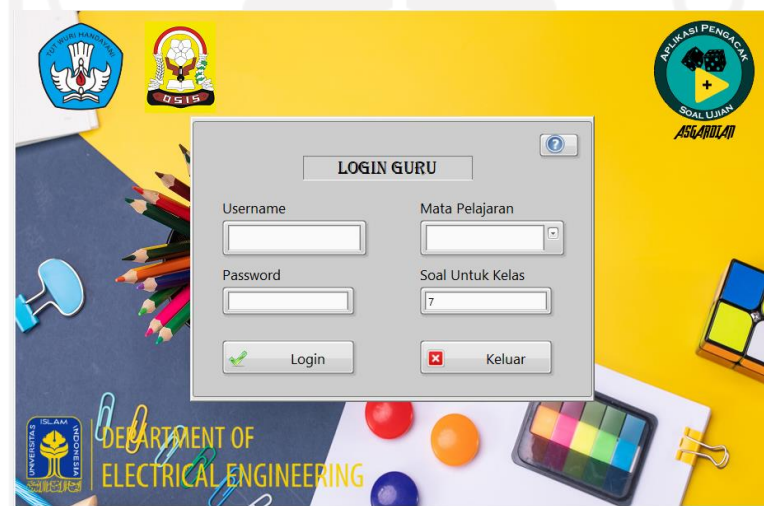 TUT WURI HANDAYANI
OSIS
APLIKASI PENGACAK
SOAL UJIAN
ASGARDIAN
LOGIN GURU
Username
Mata Pelajaran
Password
Soal Untuk Kelas
7
Login
Keluar
UNIVERSITAS
ISLAM
INDONESIA
DEPARTMENT OF
ELECTRICAL ENGINEERING